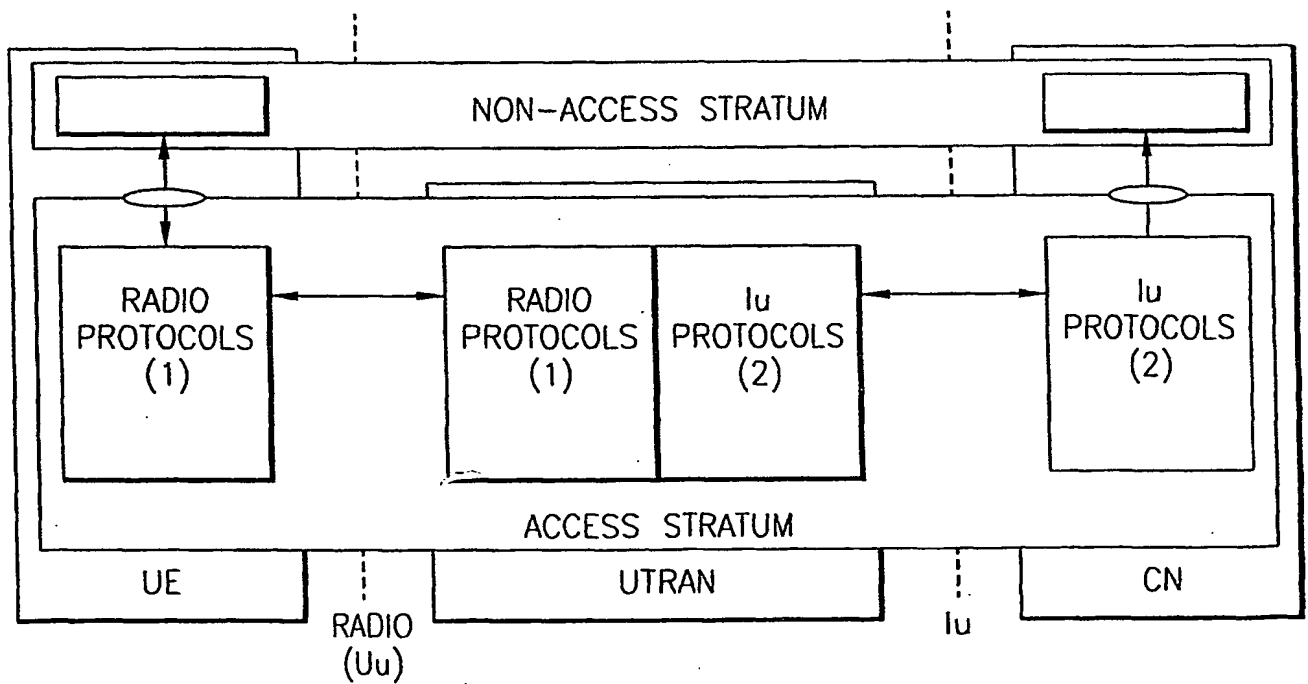 NON-ACCESS STRATUM
RADIO
PROTOCOLS
(1)
RADIO
PROTOCOLS
(1)
Iu
PROTOCOLS
(2)
Iu
PROTOCOLS
(2)
ACCESS STRATUM
UE
UTRAN
CN
RADIO
(Uu)
Iu